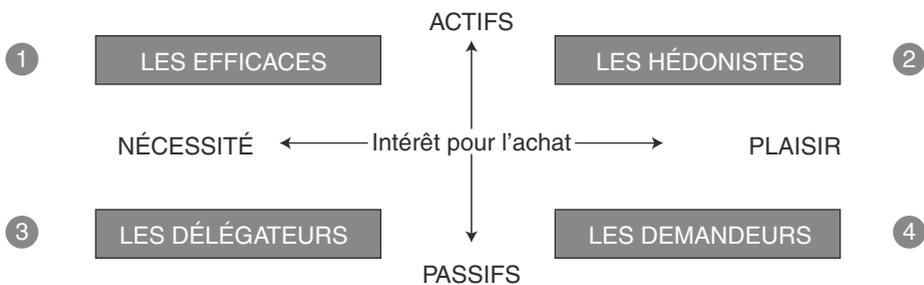 ACTIFS
1 LES EFFICACES LES HÉDONISTES 2
NÉCESSITÉ Intérêt pour l'achat PLAISIR
3 LES DÉLÉGATEURS LES DEMANDEURS 4
PASSIFS